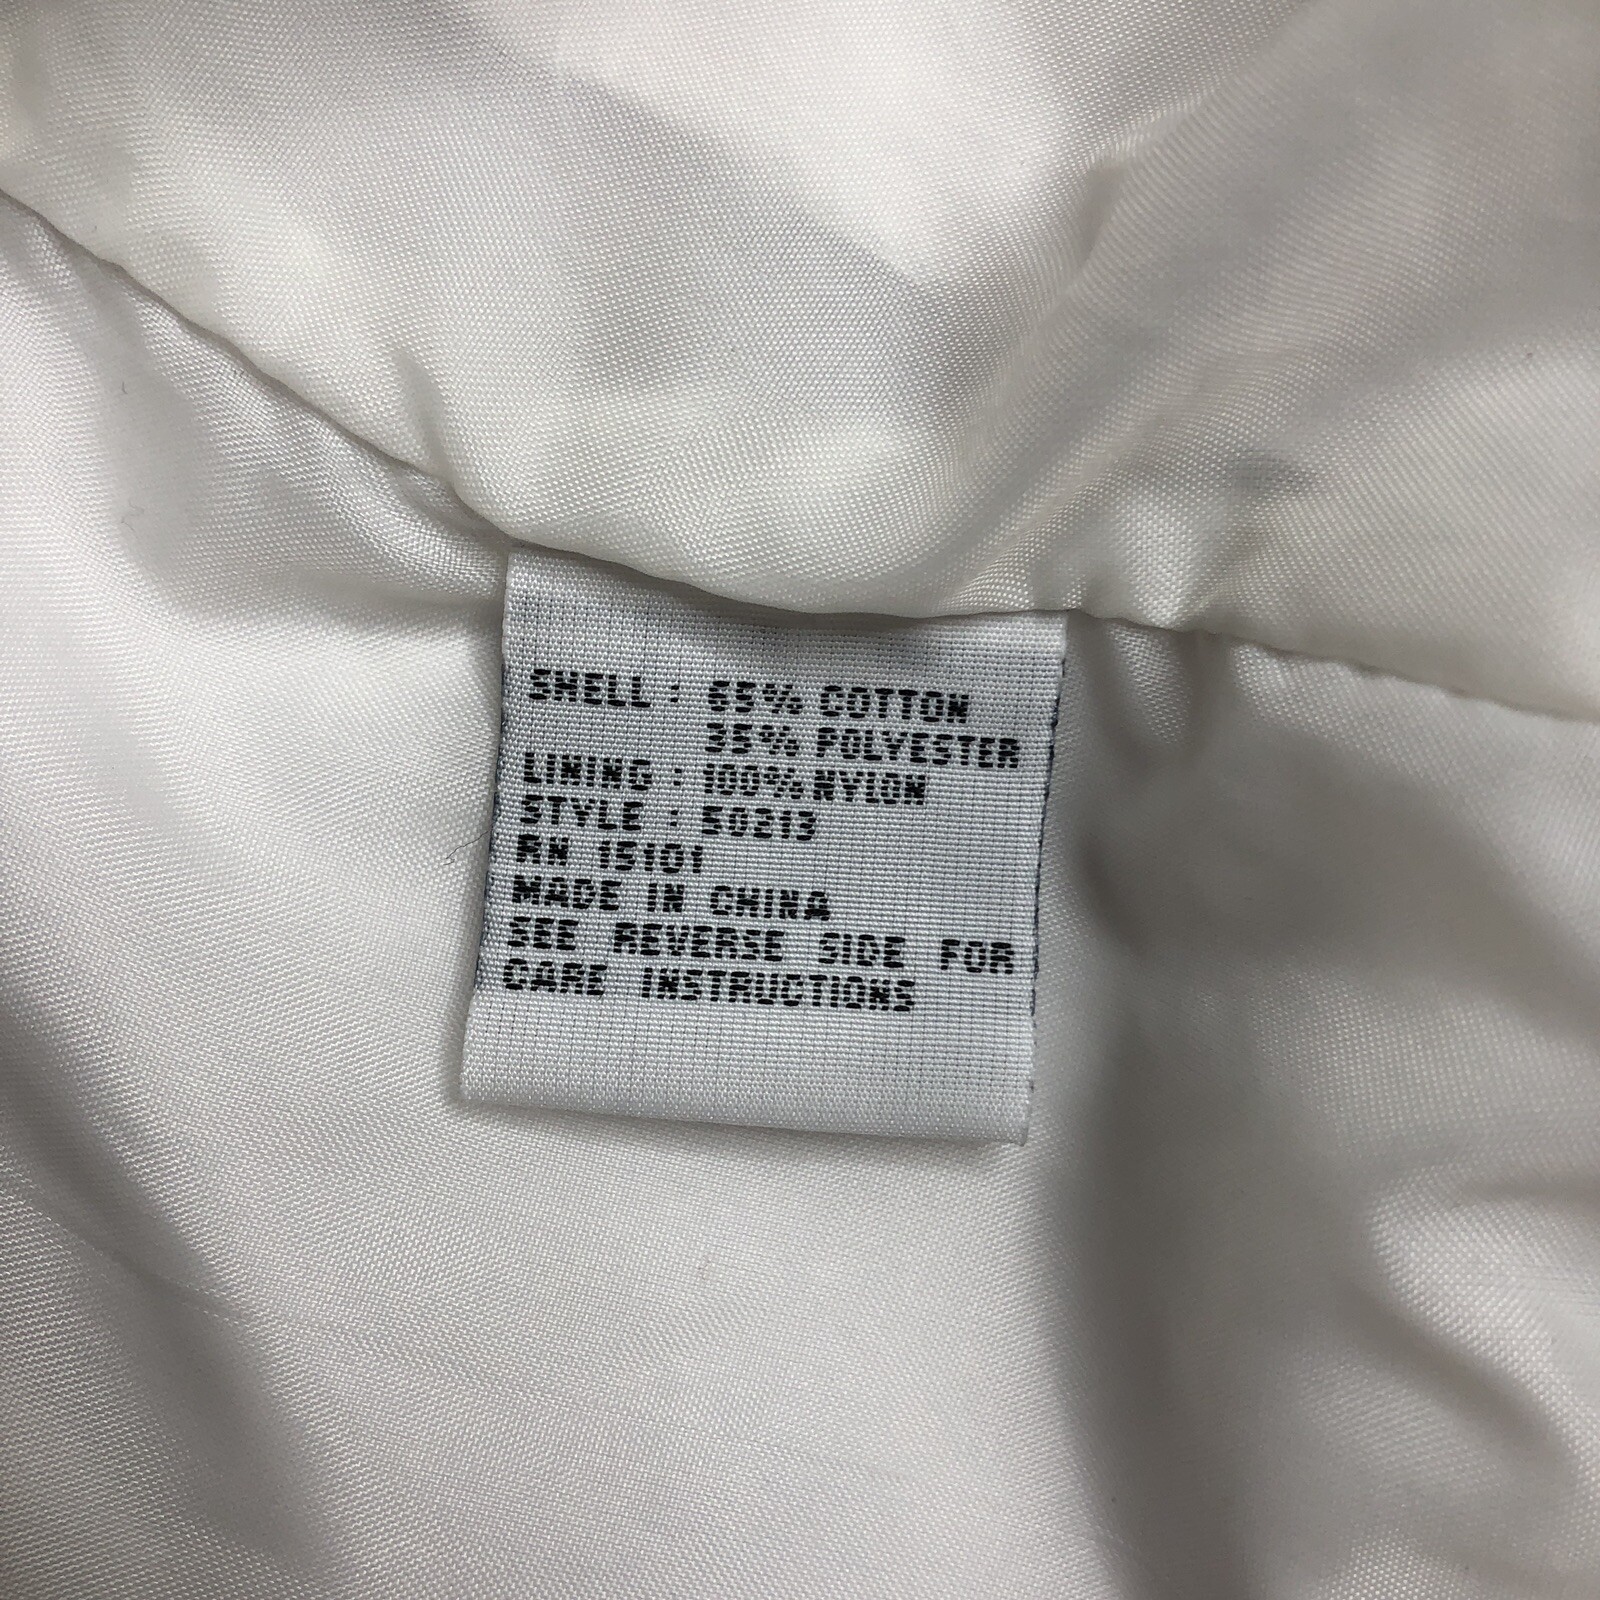 SHELL : 65% COTTON
35% POLYESTER
LINING : 100% NYLON
STYLE : 50213
RN 15101
MADE IN CHINA
SEE REVERSE SIDE FOR
CARE INSTRUCTIONS